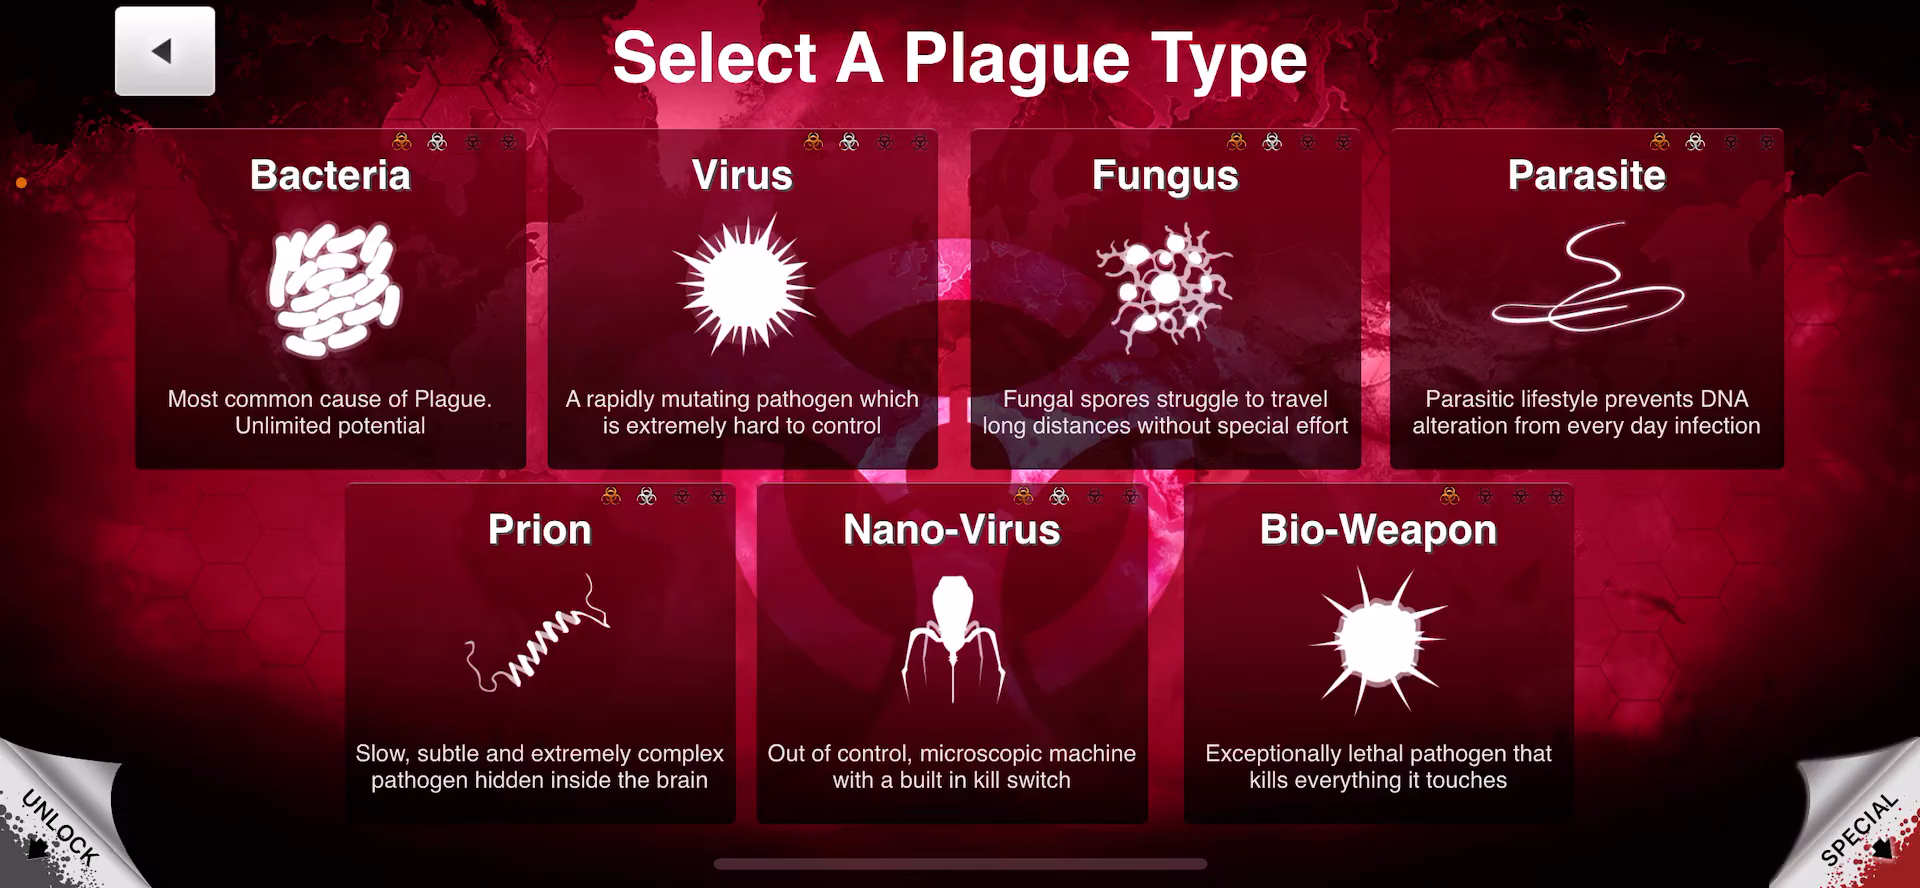 Select A Plague Type
Bacteria
Most common cause of Plague.
Unlimited potential
Virus
A rapidly mutating pathogen which
is extremely hard to control
Fungus
Fungal spores struggle to travel
long distances without special effort
Parasite
Parasitic lifestyle prevents DNA
alteration from every day infection
Prion
Slow, subtle and extremely complex
pathogen hidden inside the brain
Nano-Virus
Out of control, microscopic machine
with a built in kill switch
Bio-Weapon
Exceptionally lethal pathogen that
kills everything it touches
UNLOCK
SPECIAL